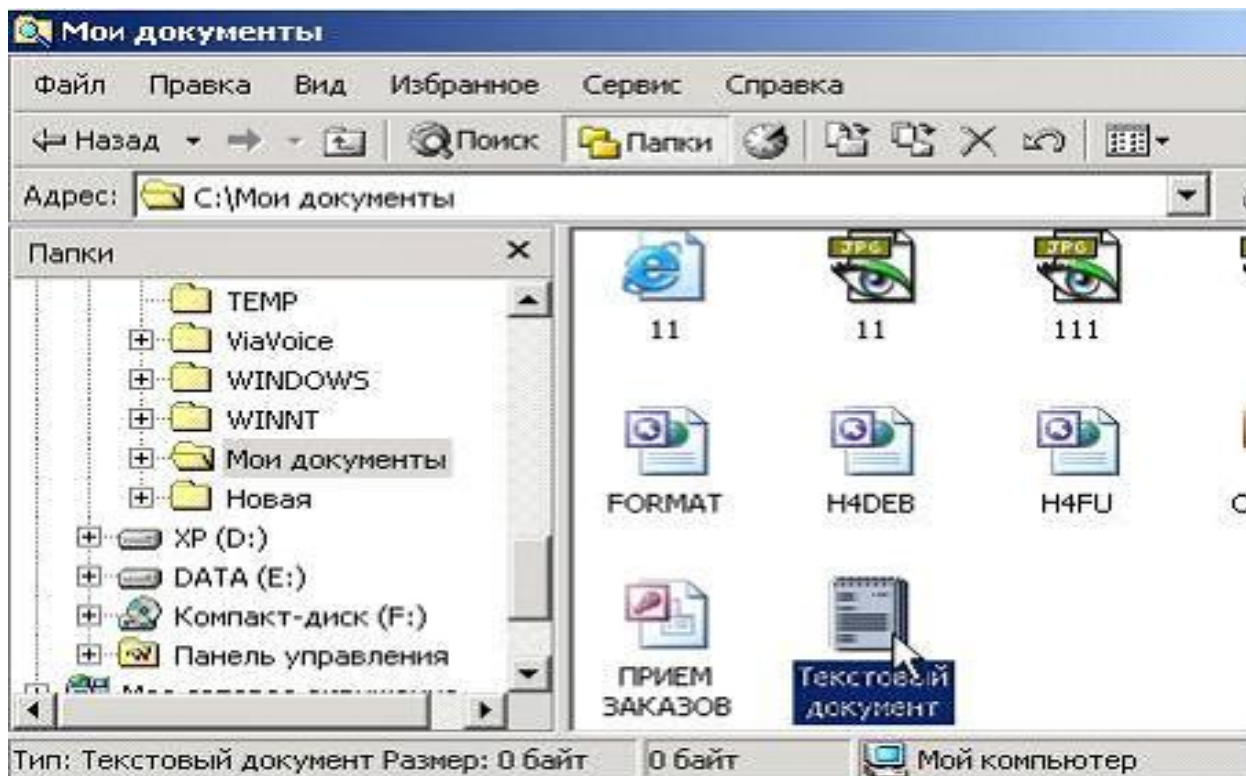 Мои документы
Файл Правка Вид Избранное Сервис Справка
Назад Поиск Папки
Адрес: C:\Мои документы
Папки
TEMP
ViaVoice
WINDOWS
WINNT
Мои документы
Новая
XP (D:)
DATA (E:)
Компакт-диск (F:)
Панель управления
JPG JPG
11 11 111
FORMAT H4DEB H4FU
ПРИЕМ
ЗАКАЗОВ
Текстовый
документ
Тип: Текстовый документ Размер: 0 байт 0 байт Мой компьютер